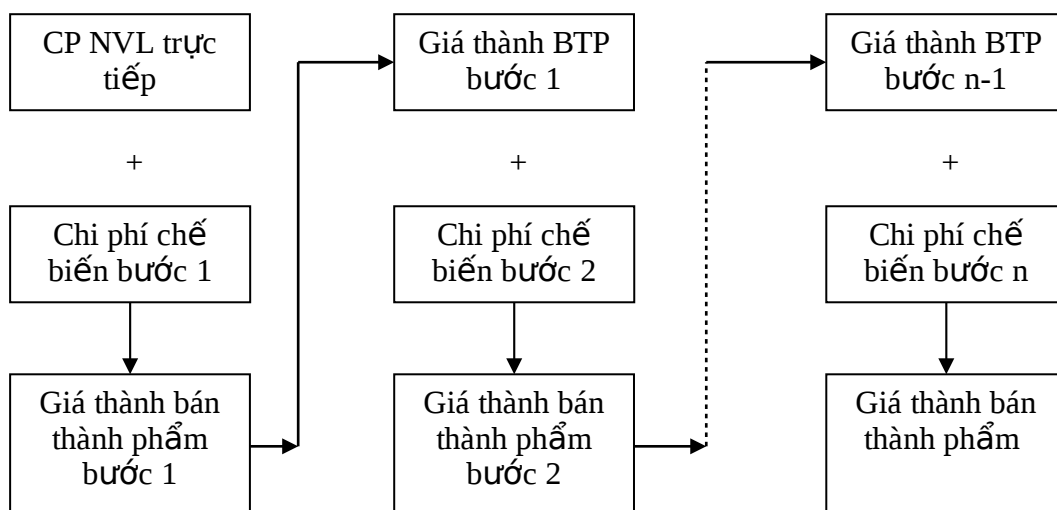 CP NVL trực
tiếp
+
Chi phí chế
biến bước 1
Giá thành bán
thành phẩm
bước 1
Giá thành BTP
bước 1
+
Chi phí chế
biến bước 2
Giá thành bán
thành phẩm
bước 2
Giá thành BTP
bước n-1
+
Chi phí chế
biến bước n
Giá thành bán
thành phẩm